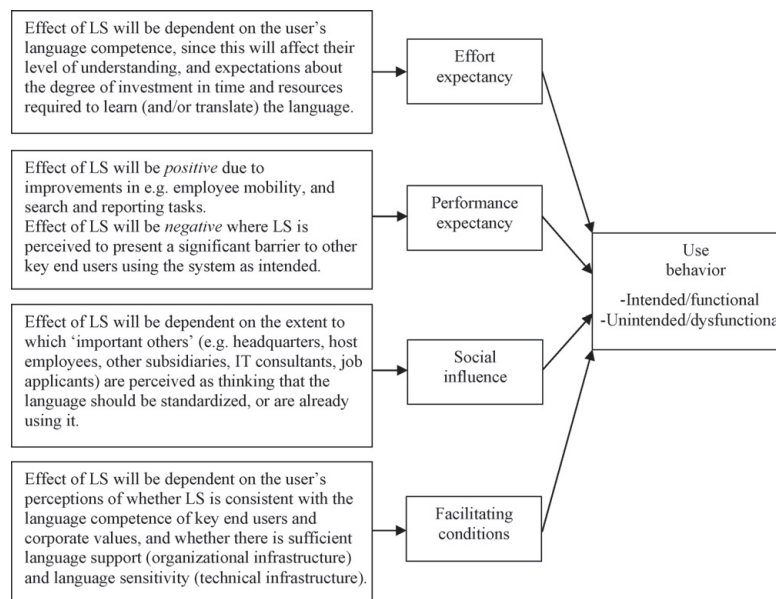 Effect of LS will be dependent on the user's
language competence, since this will affect their
level of understanding, and expectations about
the degree of investment in time and resources
required to learn (and/or translate) the language.
Effort
expectancy
Effect of LS will be positive due to
improvements in e.g. employee mobility, and
search and reporting tasks.
Effect of LS will be negative where LS is
perceived to present a significant barrier to other
key end users using the system as intended.
Performance
expectancy
Use
behavior
-Intended/functional
-Unintended/dysfunctional
Effect of LS will be dependent on the extent to
which ‘important others’ (e.g. headquarters, host
employees, other subsidiaries, IT consultants, job
applicants) are perceived as thinking that the
language should be standardized, or are already
using it.
Social
influence
Effect of LS will be dependent on the user's
perceptions of whether LS is consistent with the
language competence of key end users and
corporate values, and whether there is sufficient
language support (organizational infrastructure)
and language sensitivity (technical infrastructure).
Facilitating
conditions